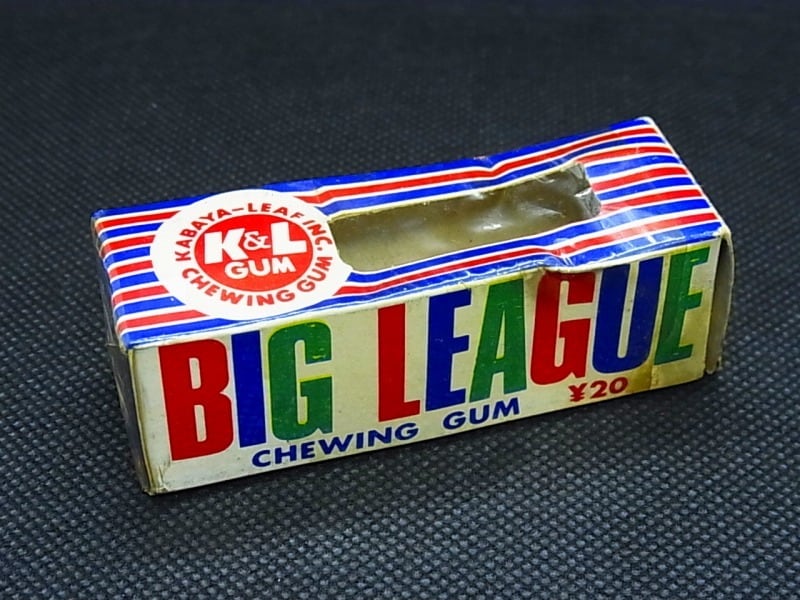 KABAYA-LEAF INC.
K&L
GUM
CHEWING GUM
BIG LEAGUE
CHEWING GUM ¥20